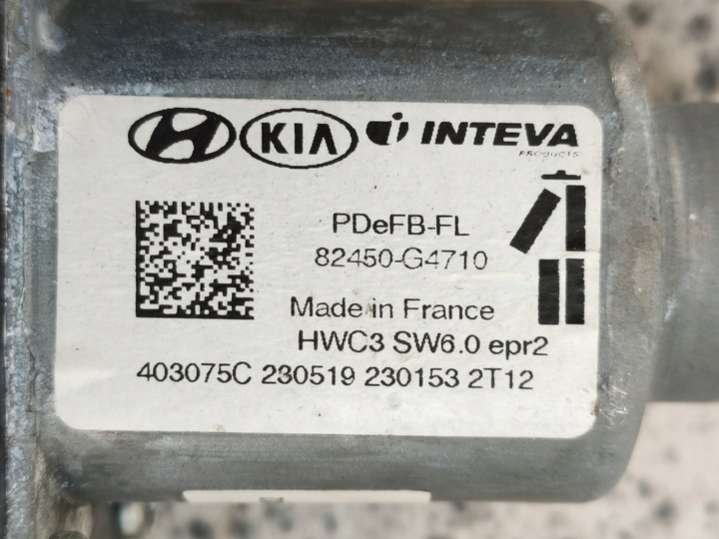 KIA INTEVA
PRODUCTS
PDeFB-FL
82450-G4710
Made in France
HWC3 SW6.0 epr2
403075C 230519 230153 2T12